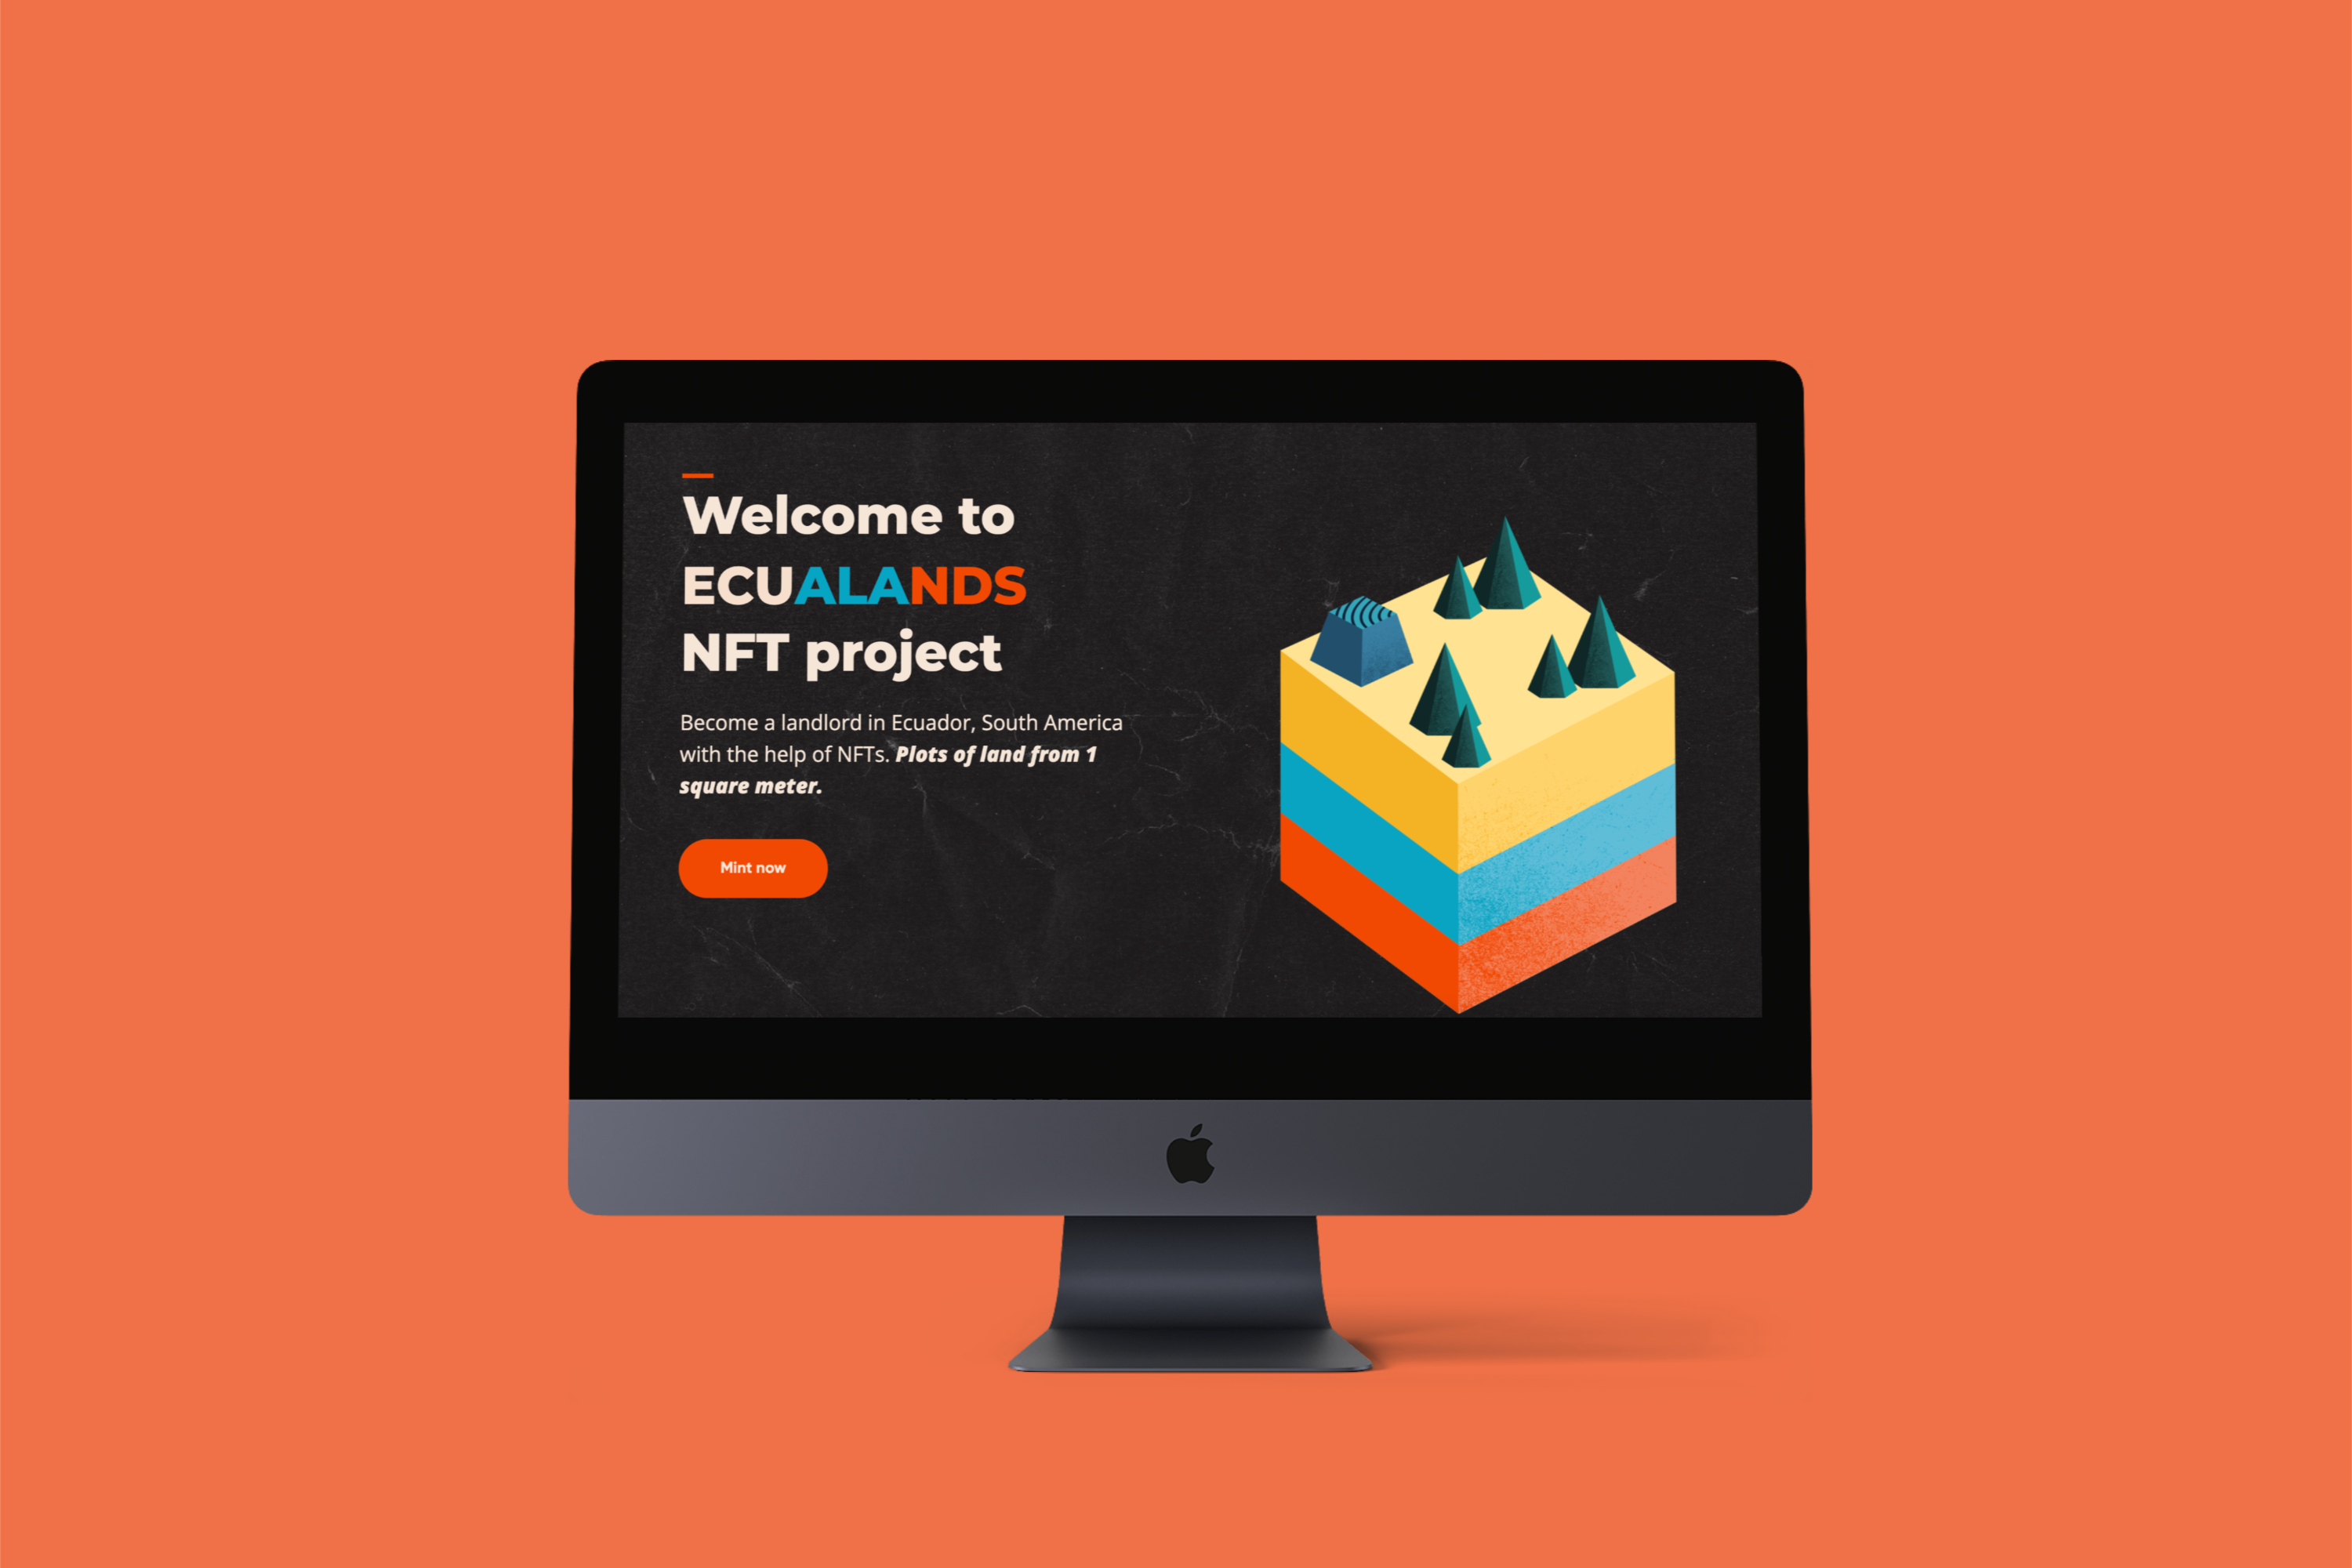 Welcome to
ECUALANDS
NFT project
Become a landlord in Ecuador, South America
with the help of NFTs. Plots of land from 1
square meter.
Mint now